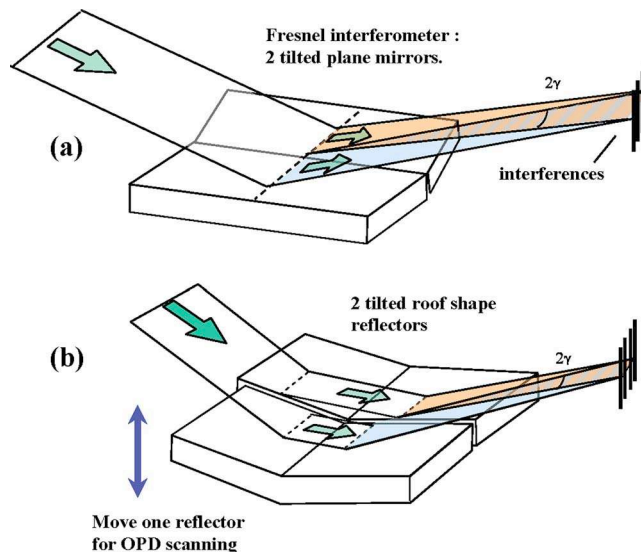 Fresnel interferometer :
2 tilted plane mirrors.
2γ
(a)
interferences
2 tilted roof shape
reflectors
(b)
2γ
Move one reflector
for OPD scanning